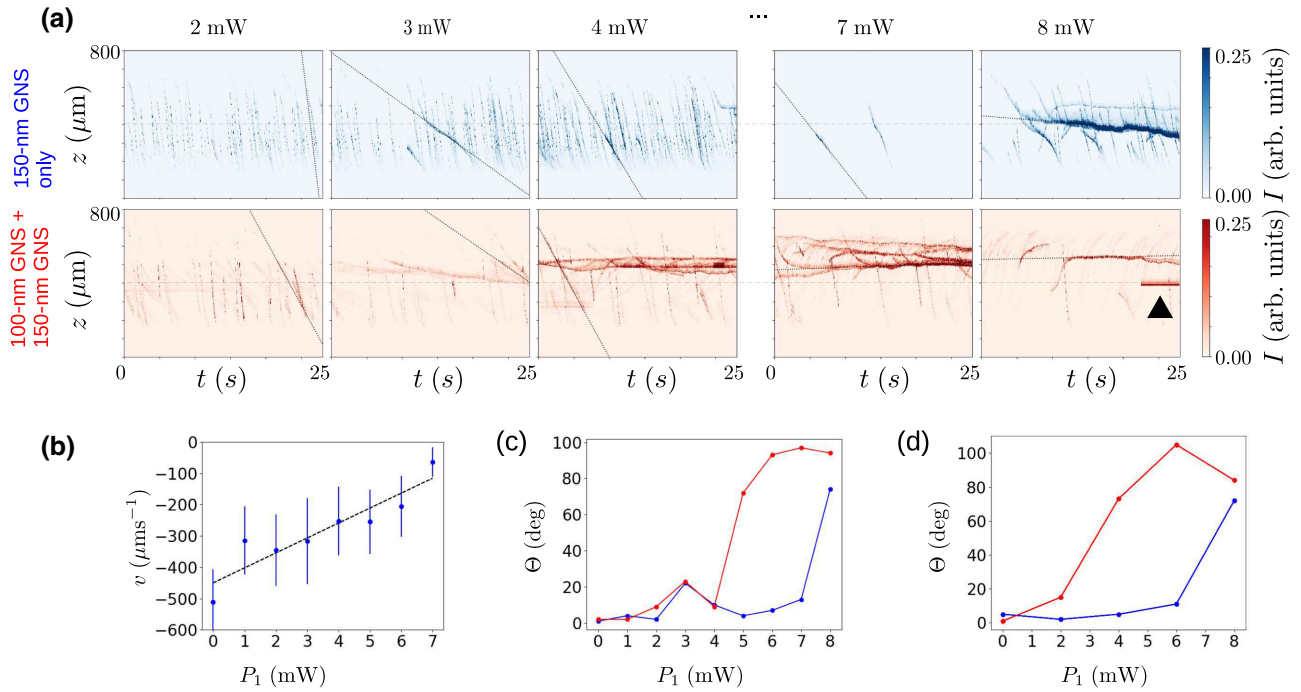 (a)
2 mW
3 mW
4 mW
...
7 mW
8 mW
150-nm GNS
only
800
z (μm)
0.25
0.00
I (arb. units)
100-nm GNS +
150-nm GNS
800
z (μm)
0.25
0.00
I (arb. units)
0
25
t (s)
25
t (s)
25
t (s)
0
25
t (s)
25
t (s)
(b)
0
−100
−200
−300
−400
−500
−600
v (μms⁻¹)
0 1 2 3 4 5 6 7
P₁ (mW)
(c)
100
80
60
40
20
0
Θ (deg)
0 1 2 3 4 5 6 7 8
P₁ (mW)
(d)
100
80
60
40
20
0
Θ (deg)
0 1 2 3 4 5 6 7 8
P₁ (mW)